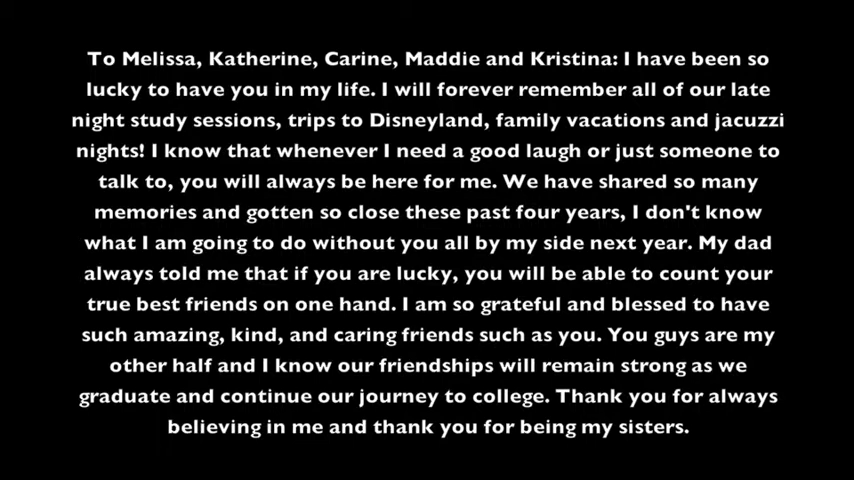 To Melissa, Katherine, Carine, Maddie and Kristina: I have been so
lucky to have you in my life. I will forever remember all of our late
night study sessions, trips to Disneyland, family vacations and jacuzzi
nights! I know that whenever I need a good laugh or just someone to
talk to, you will always be here for me. We have shared so many
memories and gotten so close these past four years, I don't know
what I am going to do without you all by my side next year. My dad
always told me that if you are lucky, you will be able to count your
true best friends on one hand. I am so grateful and blessed to have
such amazing, kind, and caring friends such as you. You guys are my
other half and I know our friendships will remain strong as we
graduate and continue our journey to college. Thank you for always
believing in me and thank you for being my sisters.